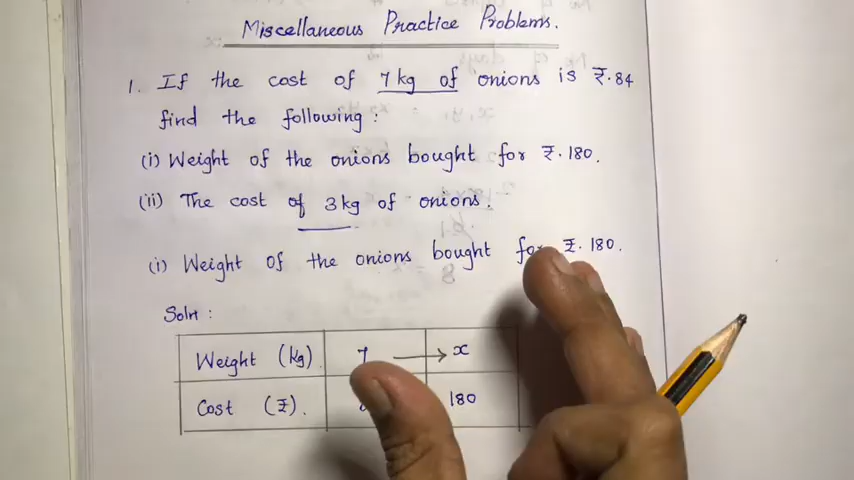 Miscellaneous Practice Problems.
1. If the cost of 7 kg of onions is ₹.84
find the following:
(i) Weight of the onions bought for ₹.180.
(ii) The cost of 3 kg of onions.
(i) Weight of the onions bought for ₹.180.
Soln:
Weight (kg) 7 → x
Cost (₹). 180